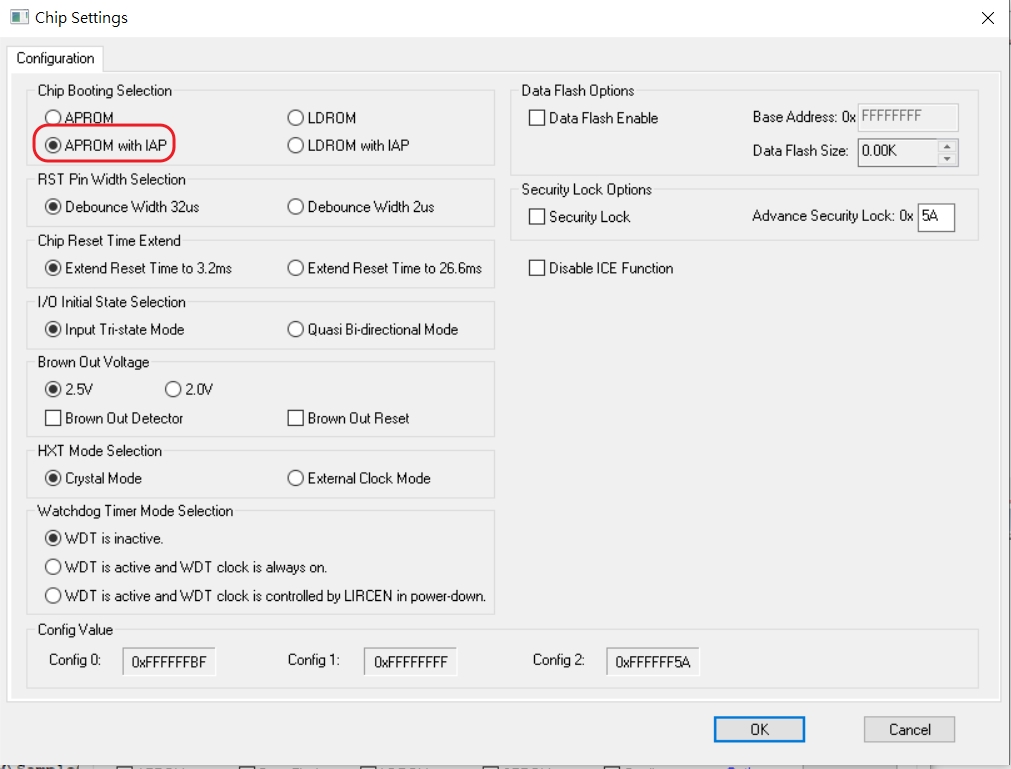 Chip Settings
Configuration
Chip Booting Selection
APROM
LDROM
APROM with IAP
LDROM with IAP
RST Pin Width Selection
Debounce Width 32us
Debounce Width 2us
Chip Reset Time Extend
Extend Reset Time to 3.2ms
Extend Reset Time to 26.6ms
I/O Initial State Selection
Input Tri-state Mode
Quasi Bi-directional Mode
Brown Out Voltage
2.5V
2.0V
Brown Out Detector
Brown Out Reset
HXT Mode Selection
Crystal Mode
External Clock Mode
Watchdog Timer Mode Selection
WDT is inactive.
WDT is active and WDT clock is always on.
WDT is active and WDT clock is controlled by LIRCEN in power-down.
Data Flash Options
Data Flash Enable
Base Address: 0x FFFFFFFF
Data Flash Size: 0.00K
Security Lock Options
Security Lock
Advance Security Lock: 0x 5A
Disable ICE Function
Config Value
Config 0: 0xFFFFFFBF
Config 1: 0xFFFFFFFF
Config 2: 0xFFFFFF5A
OK
Cancel